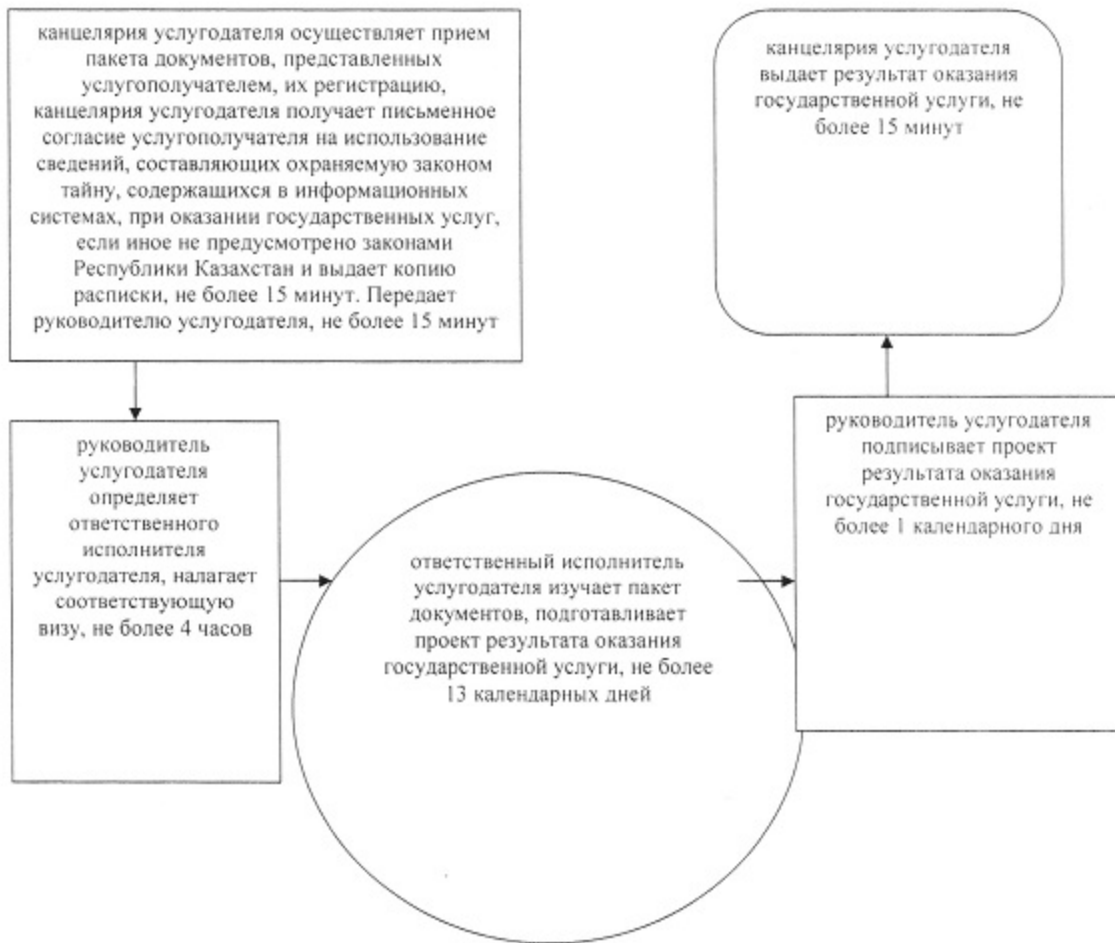 канцелярия услугодателя осуществляет прием
пакета документов, представленных
услугополучателем, их регистрацию,
канцелярия услугодателя получает письменное
согласие услугополучателя на использование
сведений, составляющих охраняемую законом
тайну, содержащихся в информационных
системах, при оказании государственных услуг,
если иное не предусмотрено законами
Республики Казахстан и выдает копию
расписки, не более 15 минут. Передает
руководителю услугодателя, не более 15 минут
руководитель
услугодателя
определяет
ответственного
исполнителя
услугодателя, налагает
соответствующую
визу, не более 4 часов
ответственный исполнитель
услугодателя изучает пакет
документов, подготавливает
проект результата оказания
государственной услуги, не более
13 календарных дней
руководитель услугодателя
подписывает проект
результата оказания
государственной услуги, не
более 1 календарного дня
канцелярия услугодателя
выдает результат оказания
государственной услуги, не
более 15 минут